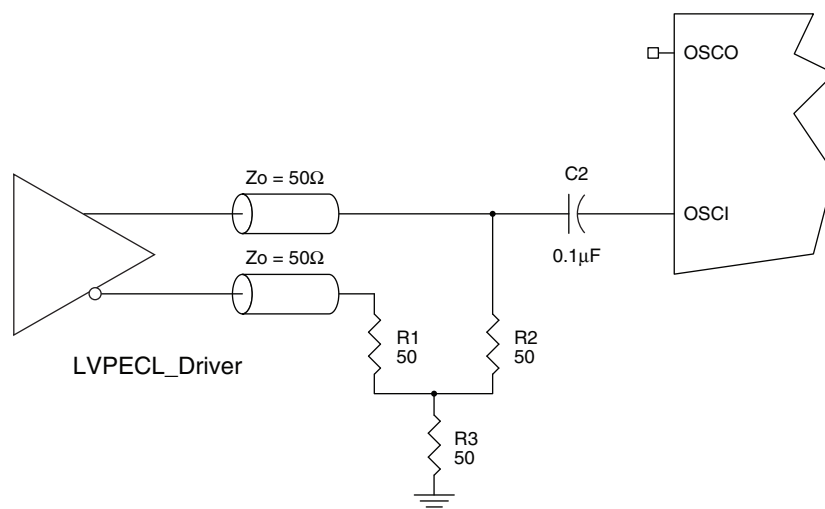 OSCO
C2
Zo = 50Ω
OSCI
0.1μF
Zo = 50Ω
R1
50
R2
50
LVPECL_Driver
R3
50